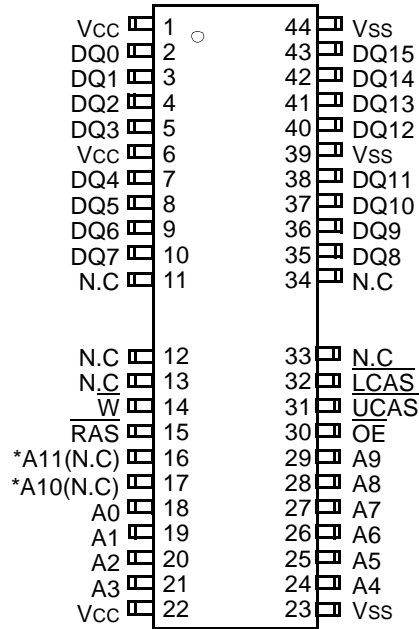 Vcc 1 44 Vss
DQ0 2 43 DQ15
DQ1 3 42 DQ14
DQ2 4 41 DQ13
DQ3 5 40 DQ12
Vcc 6 39 Vss
DQ4 7 38 DQ11
DQ5 8 37 DQ10
DQ6 9 36 DQ9
DQ7 10 35 DQ8
N.C 11 34 N.C
N.C 12 33 N.C
N.C 13 32 L̅C̅A̅S̅
W̅ 14 31 U̅C̅A̅S̅
R̅A̅S̅ 15 30 O̅E̅
*A11(N.C) 16 29 A9
*A10(N.C) 17 28 A8
A0 18 27 A7
A1 19 26 A6
A2 20 25 A5
A3 21 24 A4
Vcc 22 23 Vss